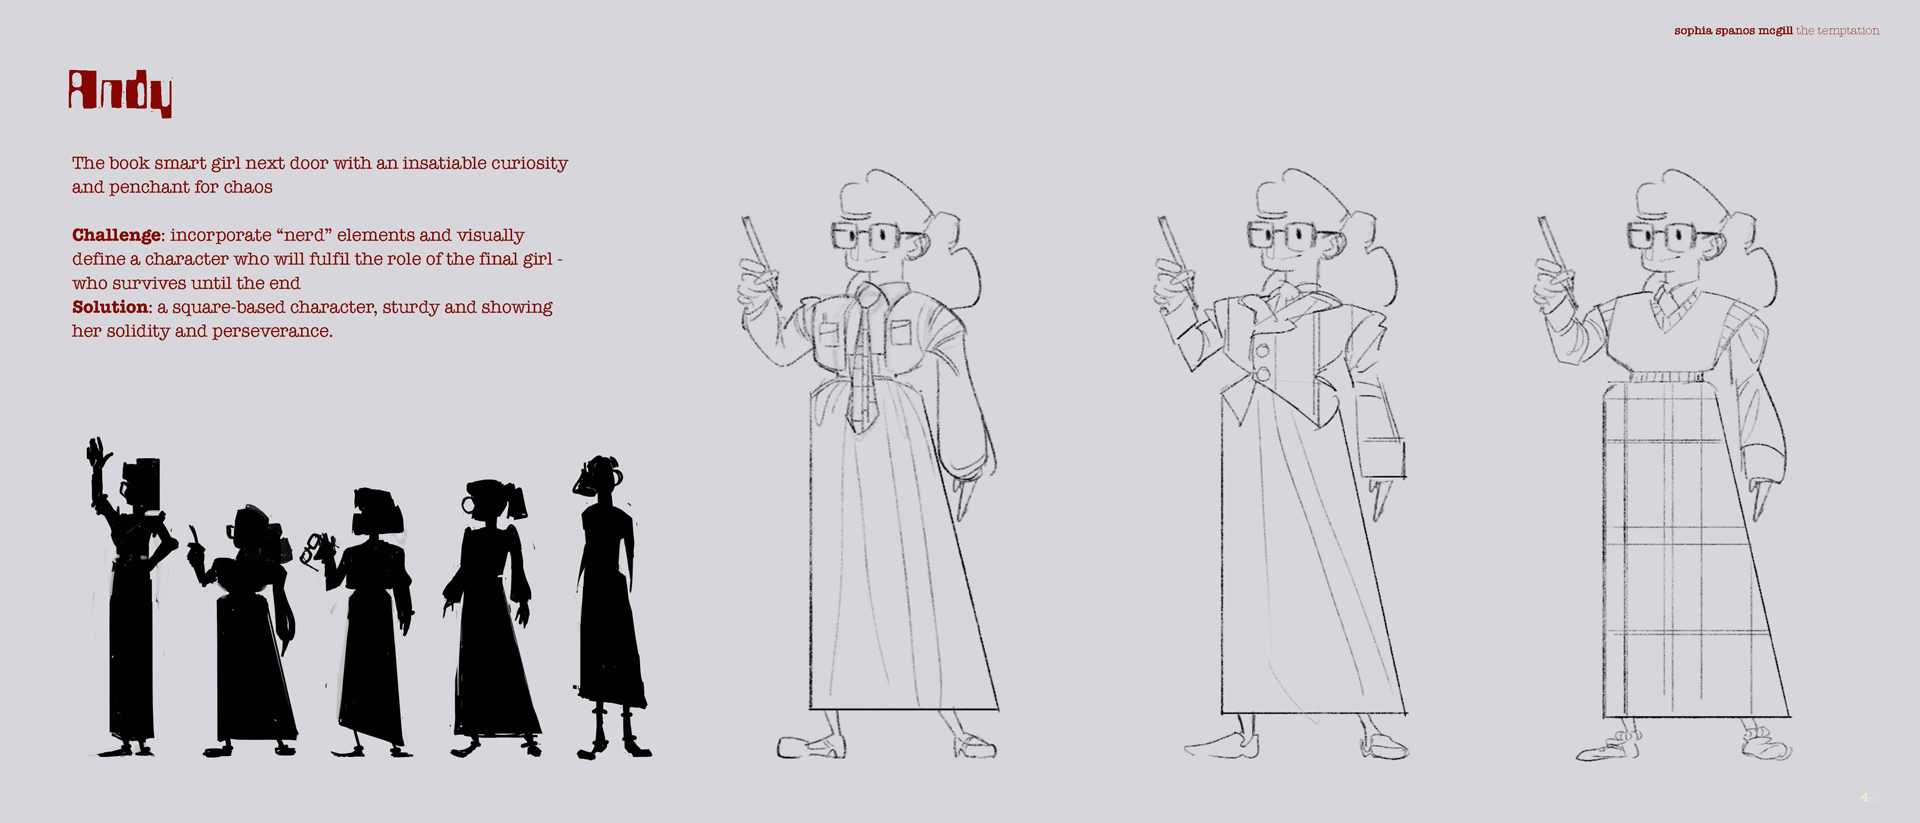 sophia spanos mcgill the temptation
Andy
The book smart girl next door with an insatiable curiosity
and penchant for chaos
Challenge: incorporate “nerd” elements and visually
define a character who will fulfil the role of the final girl -
who survives until the end
Solution: a square-based character, sturdy and showing
her solidity and perseverance.